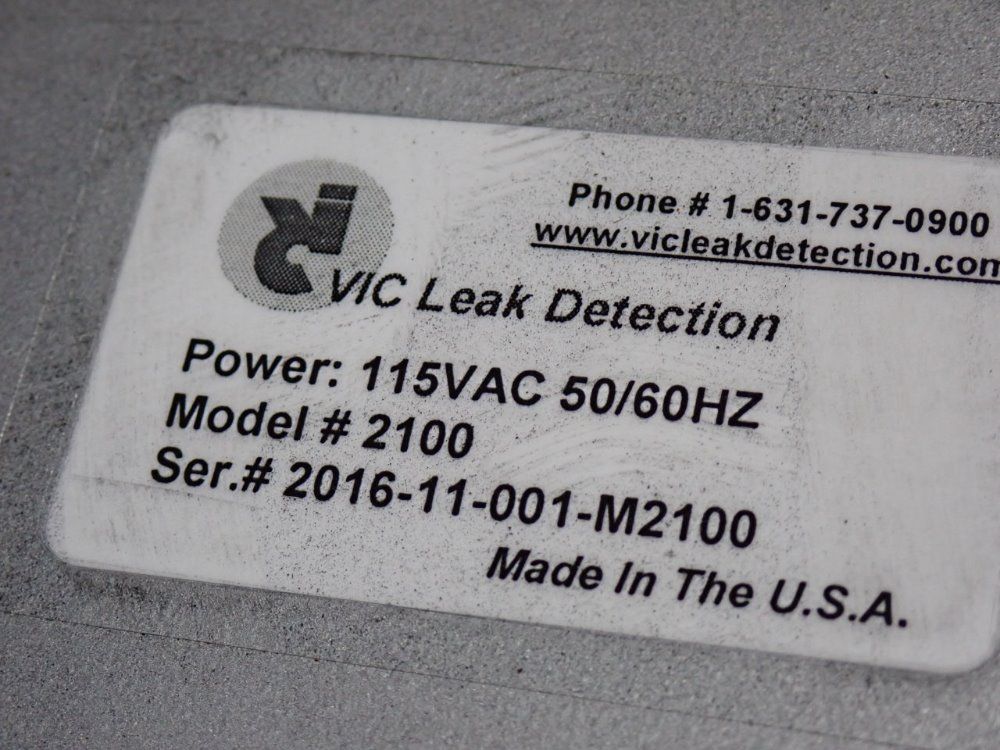 Phone # 1-631-737-0900
www.vicleakdetection.com
VIC Leak Detection
Power: 115VAC 50/60HZ
Model # 2100
Ser.# 2016-11-001-M2100
Made In The U.S.A.